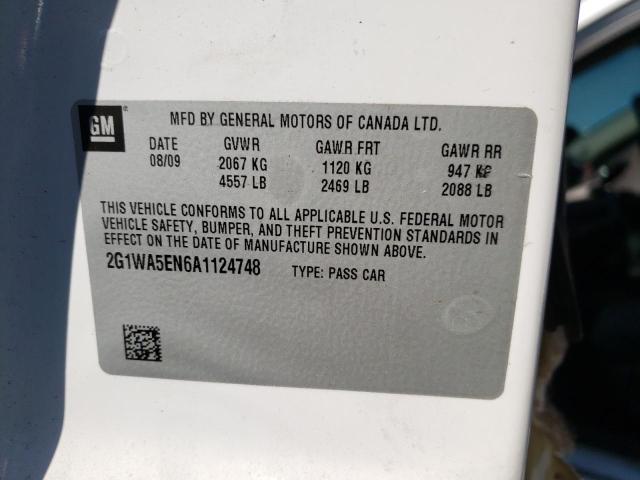 GM ®
MFD BY GENERAL MOTORS OF CANADA LTD.
DATE GVWR GAWR FRT GAWR RR
08/09 2067 KG 1120 KG 947 KG
4557 LB 2469 LB 2088 LB
THIS VEHICLE CONFORMS TO ALL APPLICABLE U.S. FEDERAL MOTOR
VEHICLE SAFETY, BUMPER, AND THEFT PREVENTION STANDARDS IN
EFFECT ON THE DATE OF MANUFACTURE SHOWN ABOVE.
2G1WA5EN6A1124748 TYPE: PASS CAR